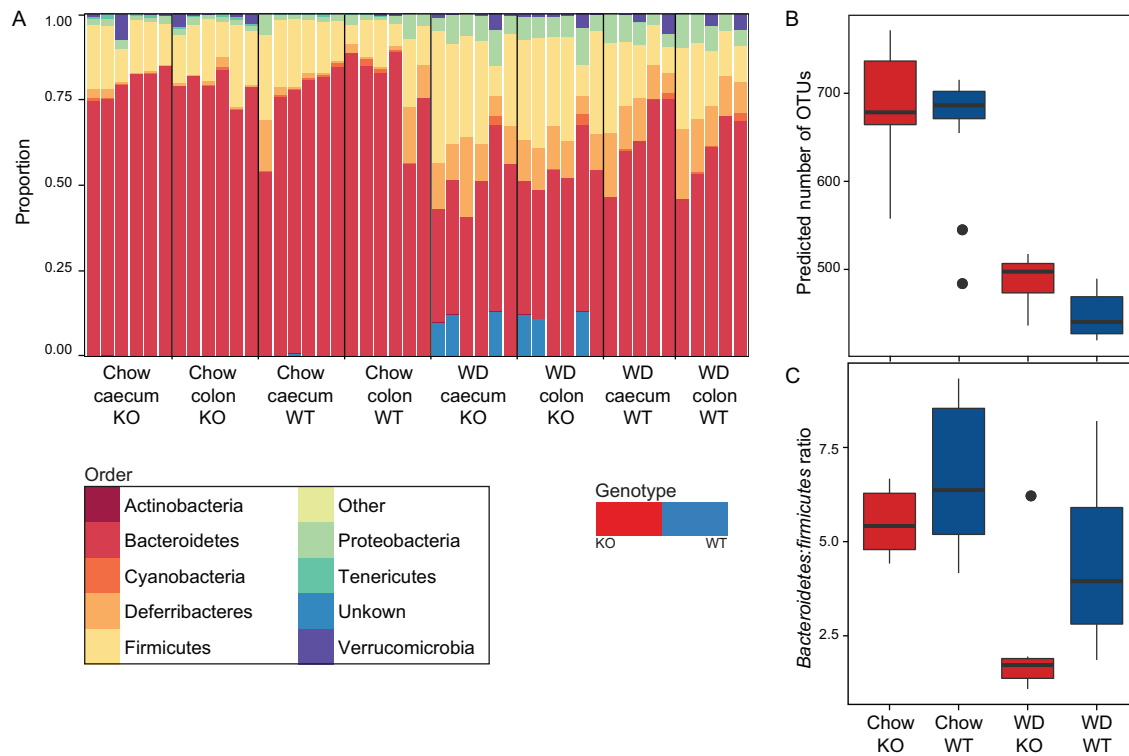 A
1.00
0.75
0.50
0.25
0.00
Proportion
Chow
caecum
KO
Chow
colon
KO
Chow
caecum
WT
Chow
colon
WT
WD
caecum
KO
WD
colon
KO
WD
caecum
WT
WD
colon
WT
Order
Actinobacteria
Bacteroidetes
Cyanobacteria
Deferribacteres
Firmicutes
Other
Proteobacteria
Tenericutes
Unkown
Verrucomicrobia
Genotype
KO
WT
B
Predicted number of OTUs
700
600
500
C
Bacteroidetes:firmicutes ratio
7.5
5.0
2.5
Chow
KO
Chow
WT
WD
KO
WD
WT